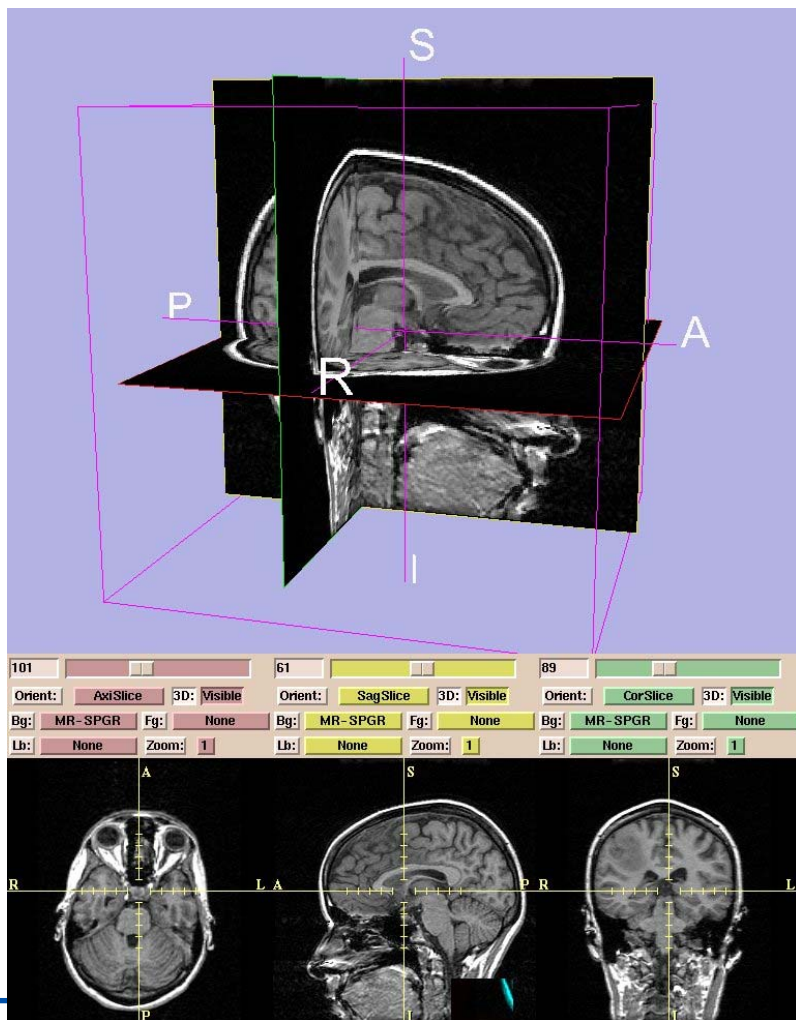 S
P
A
R
I
101 61 89
Orient: AxiSlice 3D: Visible Orient: SagSlice 3D: Visible Orient: CorSlice 3D: Visible
Bg: MR-SPGR Fg: None Bg: MR-SPGR Fg: None Bg: MR-SPGR Fg: None
Lb: None Zoom: 1 Lb: None Zoom: 1 Lb: None Zoom: 1
A S S
R L A P R L
P I I